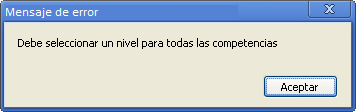 Mensaje de error
Debe seleccionar un nivel para todas las competencias
Aceptar